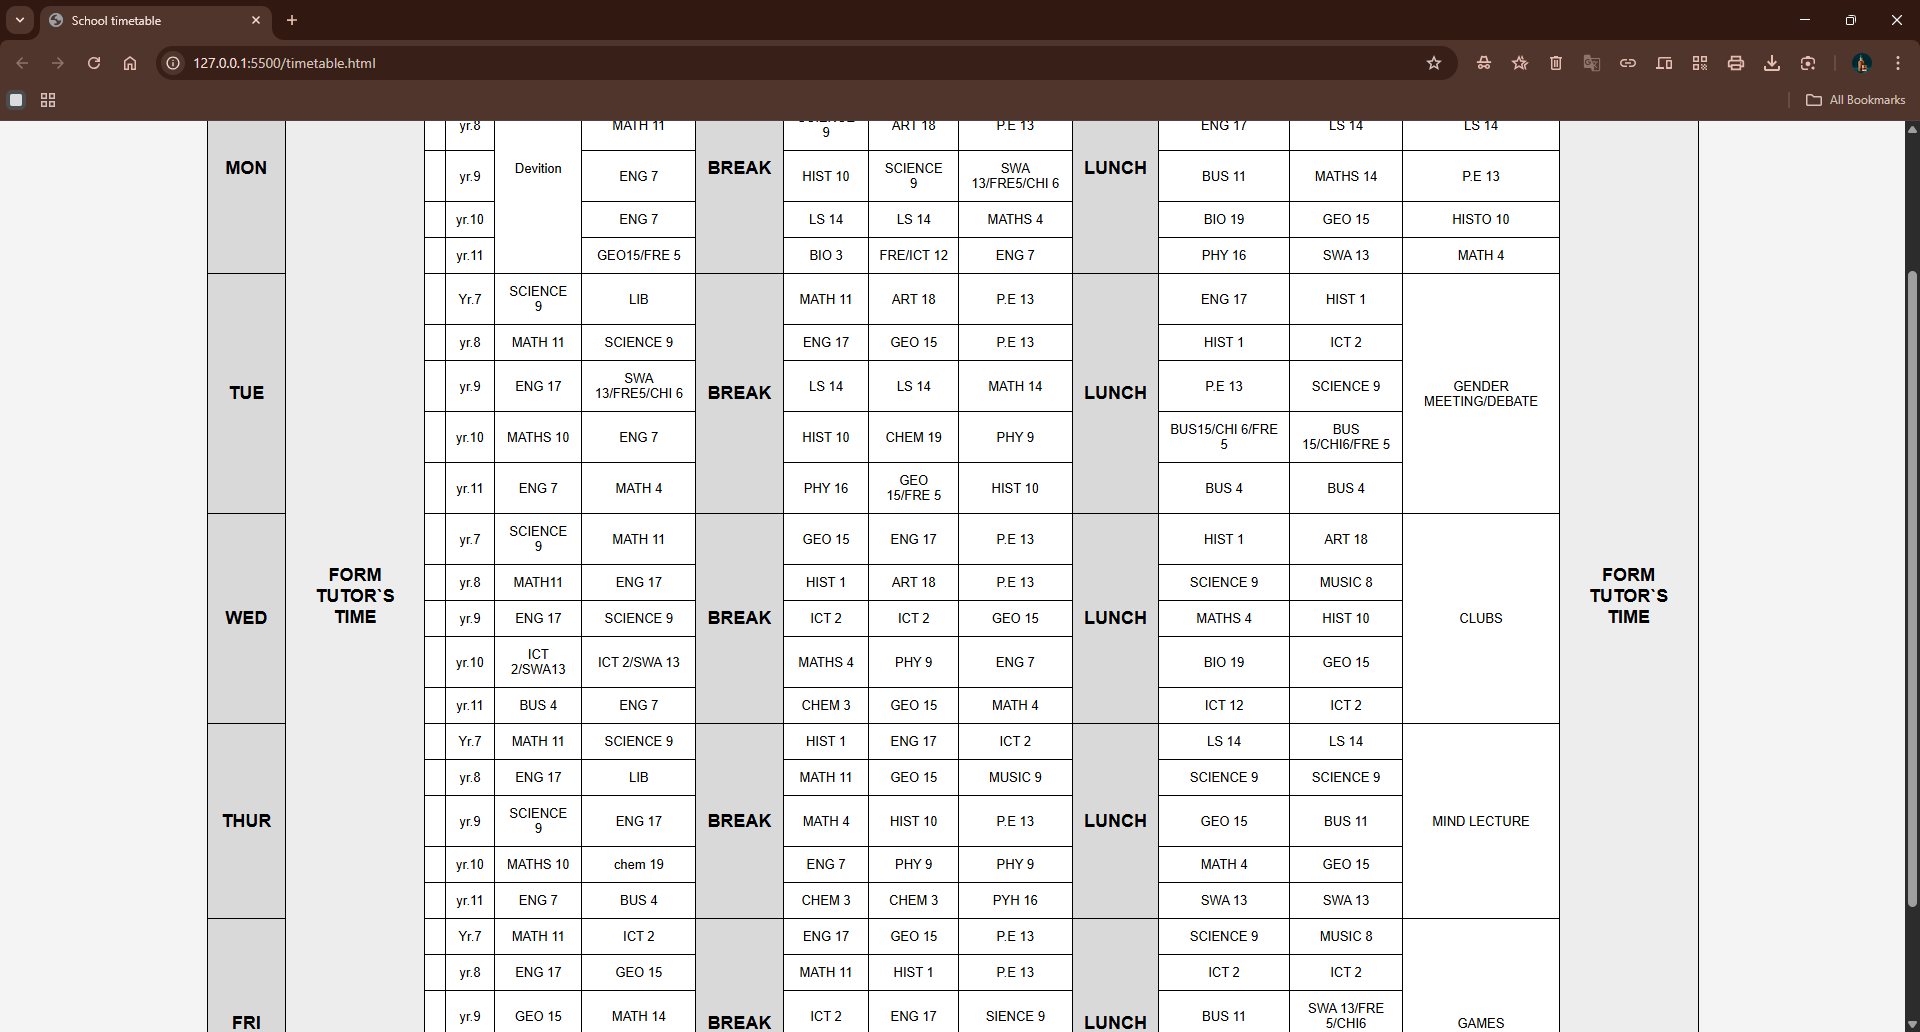 School timetable
127.0.0.1:5500/timetable.html
All Bookmarks
yr.8 MATH 11 SCIENCE 9 ART 18 P.E 13 ENG 17 LS 14 LS 14
MON Devition BREAK LUNCH
yr.9 ENG 7 HIST 10 SCIENCE 9 SWA 13/FRE5/CHI 6 BUS 11 MATHS 14 P.E 13
yr.10 ENG 7 LS 14 LS 14 MATHS 4 BIO 19 GEO 15 HISTO 10
yr.11 GEO15/FRE 5 BIO 3 FRE/ICT 12 ENG 7 PHY 16 SWA 13 MATH 4
Yr.7 SCIENCE 9 LIB MATH 11 ART 18 P.E 13 ENG 17 HIST 1
yr.8 MATH 11 SCIENCE 9 ENG 17 GEO 15 P.E 13 HIST 1 ICT 2
TUE BREAK LUNCH GENDER MEETING/DEBATE
yr.9 ENG 17 SWA 13/FRE5/CHI 6 LS 14 LS 14 MATH 14 P.E 13 SCIENCE 9
yr.10 MATHS 10 ENG 7 HIST 10 CHEM 19 PHY 9 BUS15/CHI 6/FRE 5 BUS 15/CHI6/FRE 5
yr.11 ENG 7 MATH 4 PHY 16 GEO 15/FRE 5 HIST 10 BUS 4 BUS 4
yr.7 SCIENCE 9 MATH 11 GEO 15 ENG 17 P.E 13 HIST 1 ART 18
yr.8 MATH11 ENG 17 HIST 1 ART 18 P.E 13 SCIENCE 9 MUSIC 8
FORM TUTOR`S TIME FORM TUTOR`S TIME
WED BREAK LUNCH CLUBS
yr.9 ENG 17 SCIENCE 9 ICT 2 ICT 2 GEO 15 MATHS 4 HIST 10
yr.10 ICT 2/SWA13 ICT 2/SWA 13 MATHS 4 PHY 9 ENG 7 BIO 19 GEO 15
yr.11 BUS 4 ENG 7 CHEM 3 GEO 15 MATH 4 ICT 12 ICT 2
Yr.7 MATH 11 SCIENCE 9 HIST 1 ENG 17 ICT 2 LS 14 LS 14
yr.8 ENG 17 LIB MATH 11 GEO 15 MUSIC 9 SCIENCE 9 SCIENCE 9
THUR BREAK LUNCH MIND LECTURE
yr.9 SCIENCE 9 ENG 17 MATH 4 HIST 10 P.E 13 GEO 15 BUS 11
yr.10 MATHS 10 chem 19 ENG 7 PHY 9 PHY 9 MATH 4 GEO 15
yr.11 ENG 7 BUS 4 CHEM 3 CHEM 3 PYH 16 SWA 13 SWA 13
Yr.7 MATH 11 ICT 2 ENG 17 GEO 15 P.E 13 SCIENCE 9 MUSIC 8
yr.8 ENG 17 GEO 15 MATH 11 HIST 1 P.E 13 ICT 2 ICT 2
yr.9 GEO 15 MATH 14 ICT 2 ENG 17 SIENCE 9 BUS 11 SWA 13/FRE 5/CHI6
FRI BREAK LUNCH GAMES